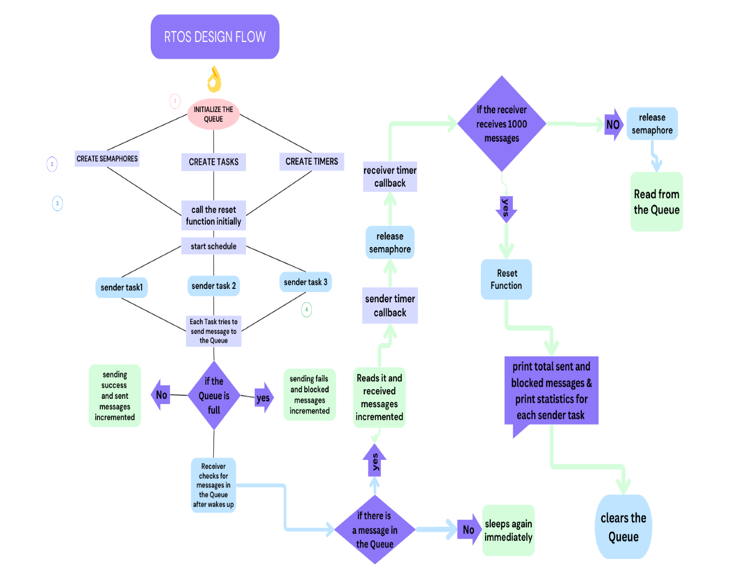 RTOS DESIGN FLOW
1
INITIALIZE THE
QUEUE
2
CREATE SEMAPHORES
CREATE TASKS
CREATE TIMERS
3
call the reset
function initially
start schedule
sender task1
sender task 2
sender task 3
4
Each Task tries to
send message to
the Queue
if the
Queue is
full
No
sending
success
and sent
messages
incremented
yes
sending fails
and blocked
messages
incremented
Receiver
checks for
messages in
the Queue
after wakes up
if there is
a message in
the Queue
No
sleeps again
immediately
yes
Reads it and
received
messages
incremented
sender timer
callback
release
semaphore
receiver timer
callback
if the receiver
receives 1000
messages
NO
release
semaphore
Read from
the Queue
yes
Reset
Function
print total sent and
blocked messages &
print statistics for
each sender task
clears the
Queue